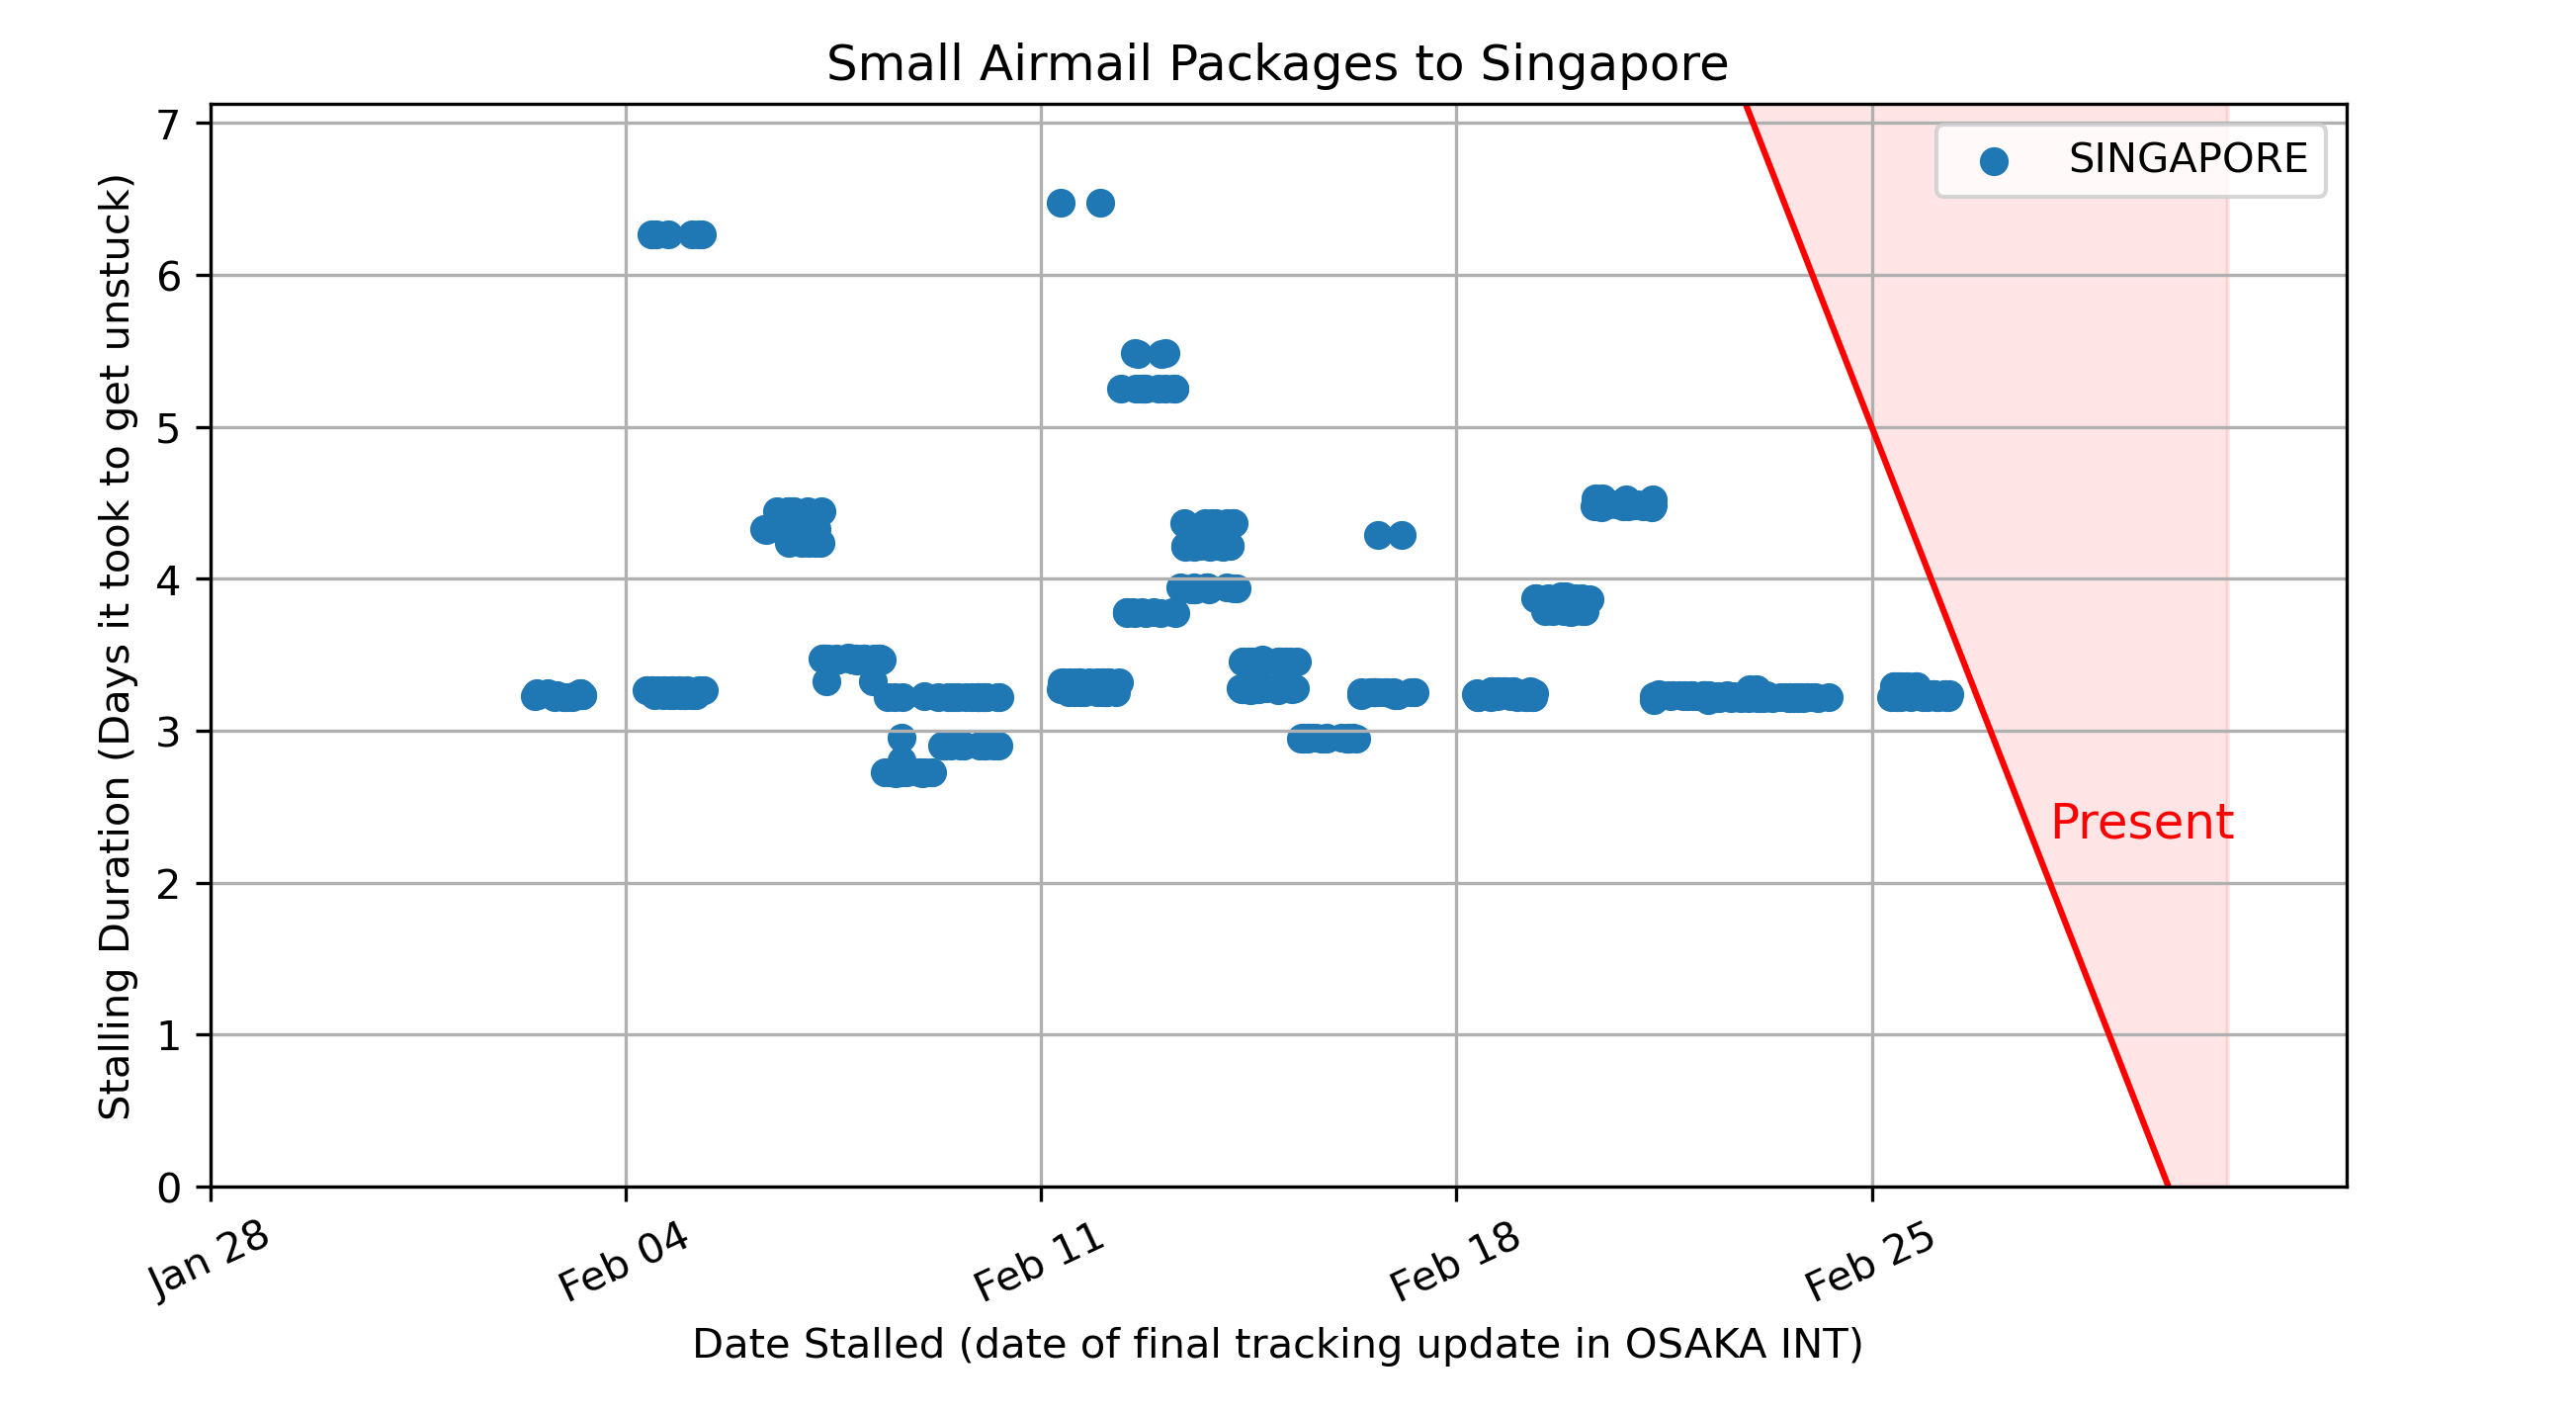 Small Airmail Packages to Singapore
Stalling Duration (Days it took to get unstuck)
7
6
5
4
3
2
1
0
SINGAPORE
Present
Jan 28
Feb 04
Feb 11
Feb 18
Feb 25
Date Stalled (date of final tracking update in OSAKA INT)